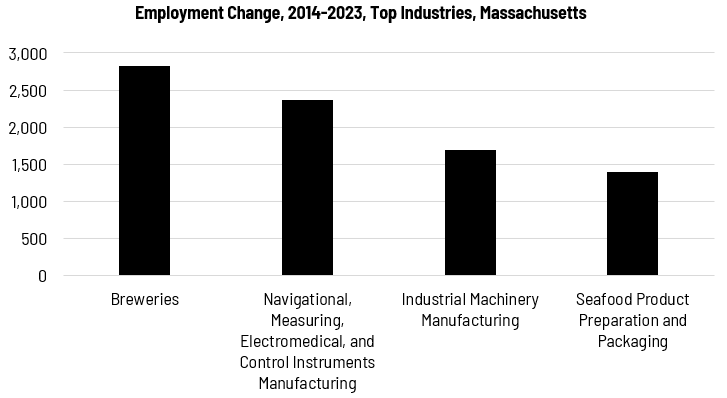 Employment Change, 2014-2023, Top Industries, Massachusetts
3,000
2,500
2,000
1,500
1,000
500
0
Breweries
Navigational,
Measuring,
Electromedical, and
Control Instruments
Manufacturing
Industrial Machinery
Manufacturing
Seafood Product
Preparation and
Packaging